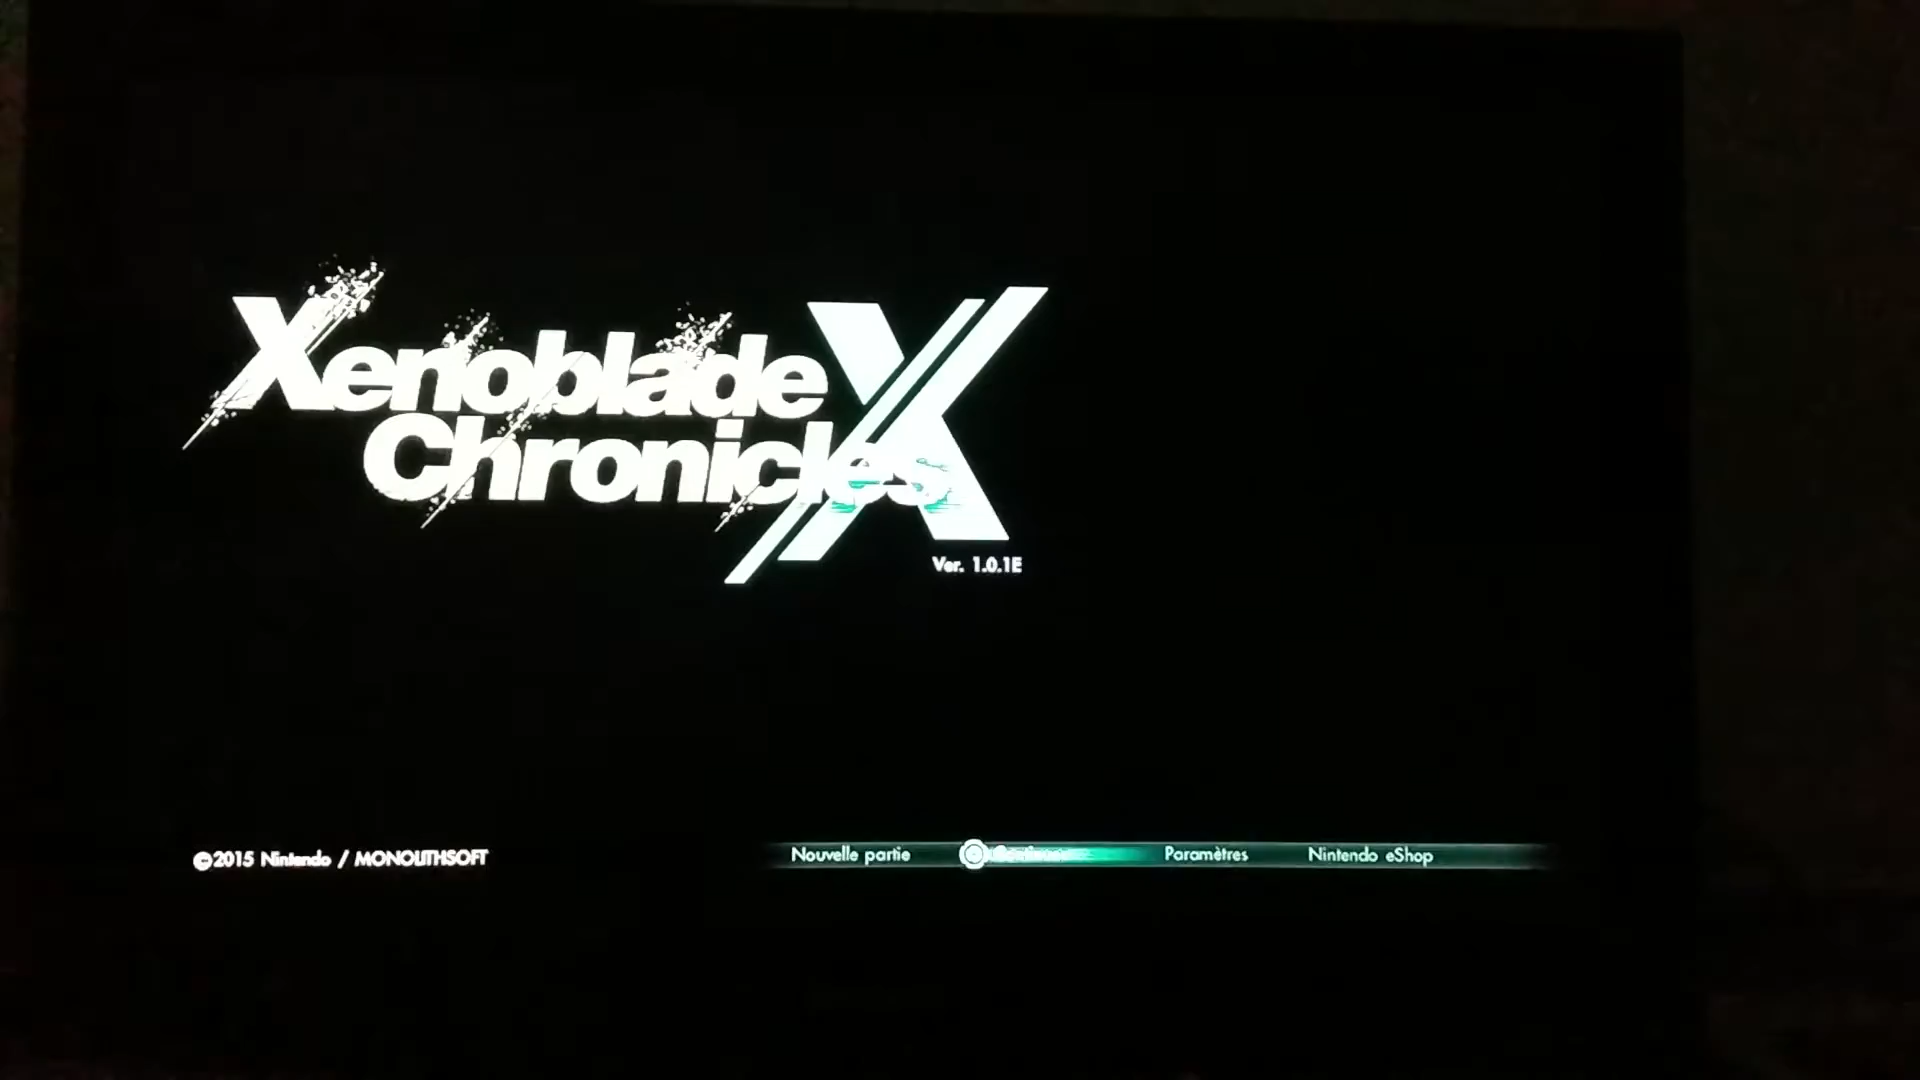 Xenoblade
Chronicles X
Ver. 1.0.1E
©2015 Nintendo / MONOLITHSOFT
Nouvelle partie Paramètres Nintendo eShop